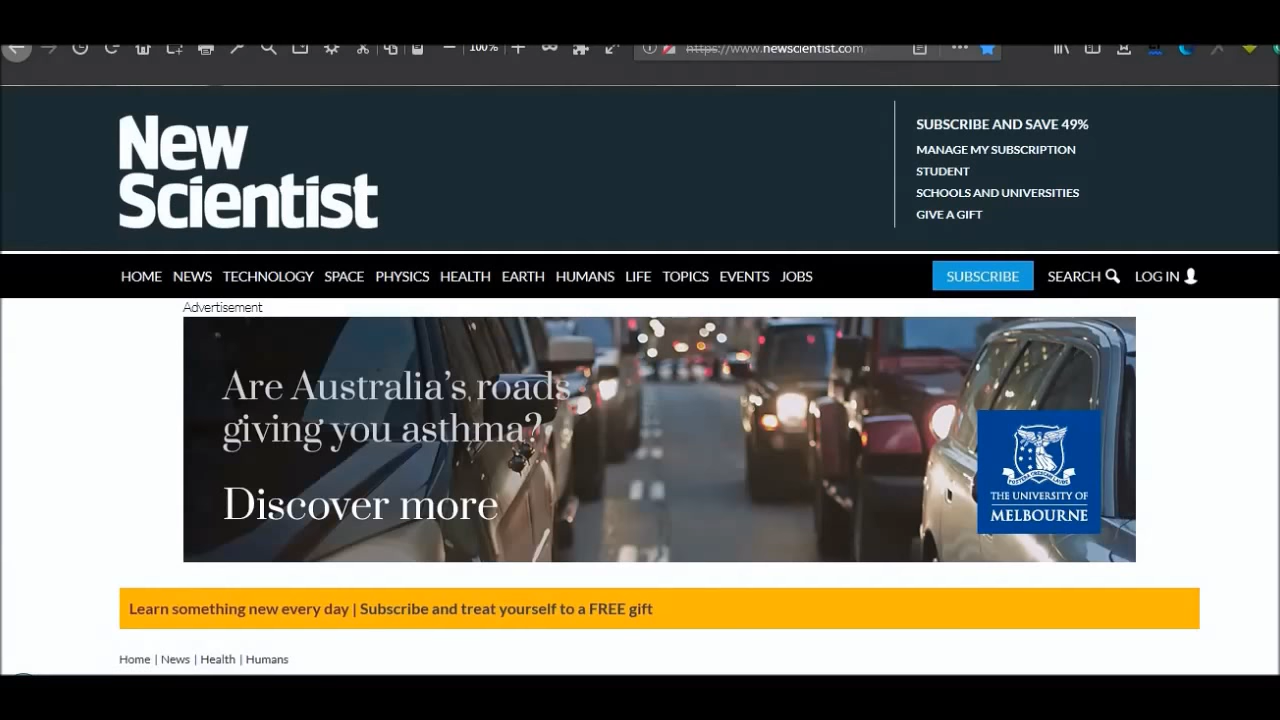 100%
https://www.newscientist.com
New
Scientist
SUBSCRIBE AND SAVE 49%
MANAGE MY SUBSCRIPTION
STUDENT
SCHOOLS AND UNIVERSITIES
GIVE A GIFT
HOME NEWS TECHNOLOGY SPACE PHYSICS HEALTH EARTH HUMANS LIFE TOPICS EVENTS JOBS SUBSCRIBE SEARCH LOG IN
Advertisement
Are Australia's roads
giving you asthma?
Discover more
THE UNIVERSITY OF
MELBOURNE
Learn something new every day | Subscribe and treat yourself to a FREE gift
Home | News | Health | Humans